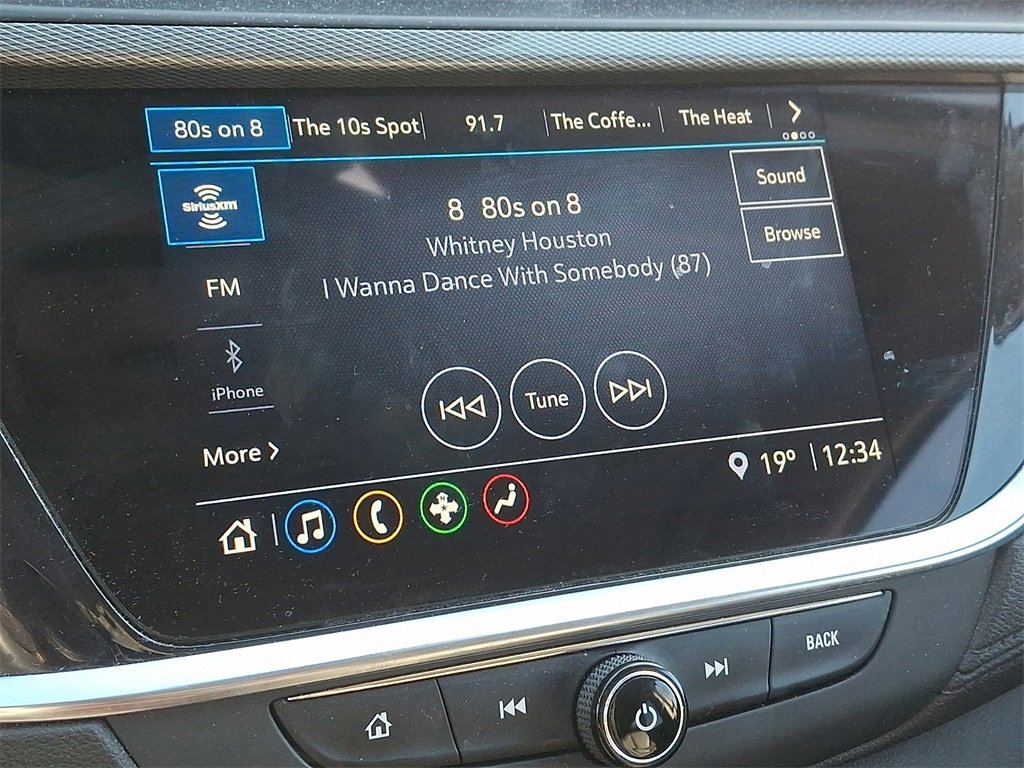 80s on 8
The 10s Spot
91.7
The Coffe...
The Heat
SiriusXM
Sound
8 80s on 8
Whitney Houston
I Wanna Dance With Somebody (87)
Browse
FM
iPhone
Tune
More
19° 12:34
N
BACK